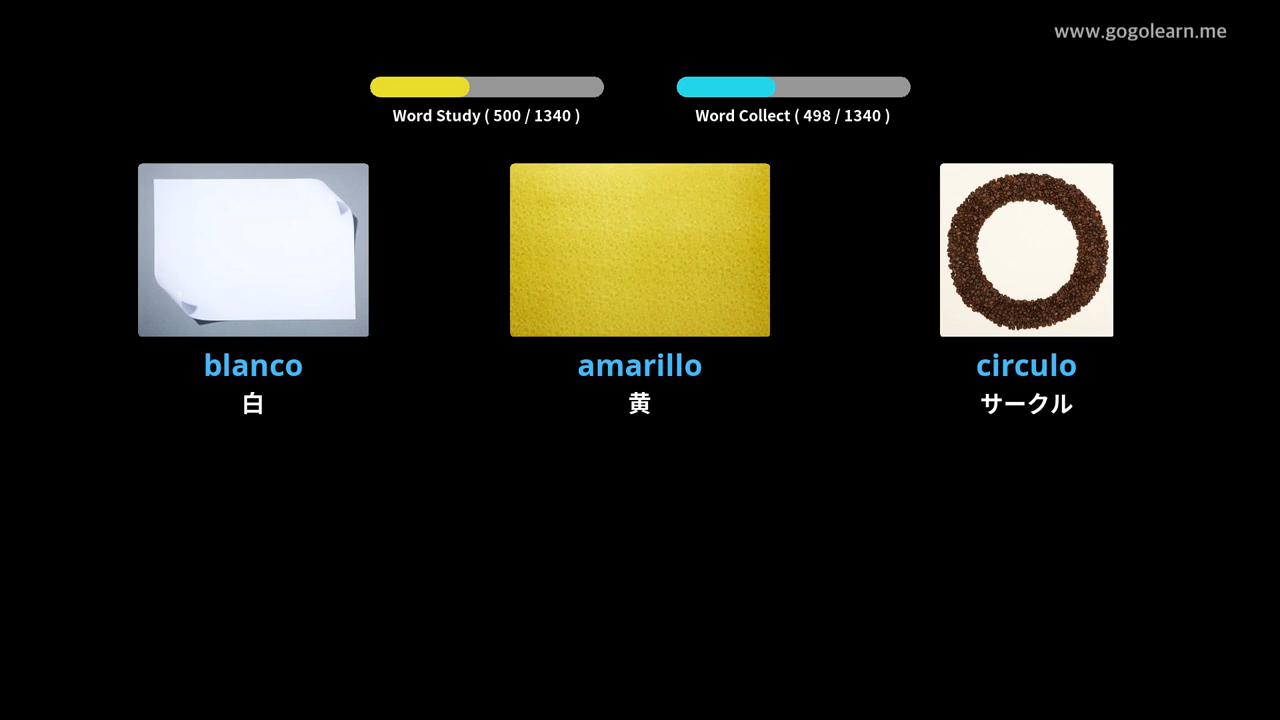 www.gogolearn.me
Word Study ( 500 / 1340 )
Word Collect ( 498 / 1340 )
blanco
amarillo
circulo
白
黄
サークル